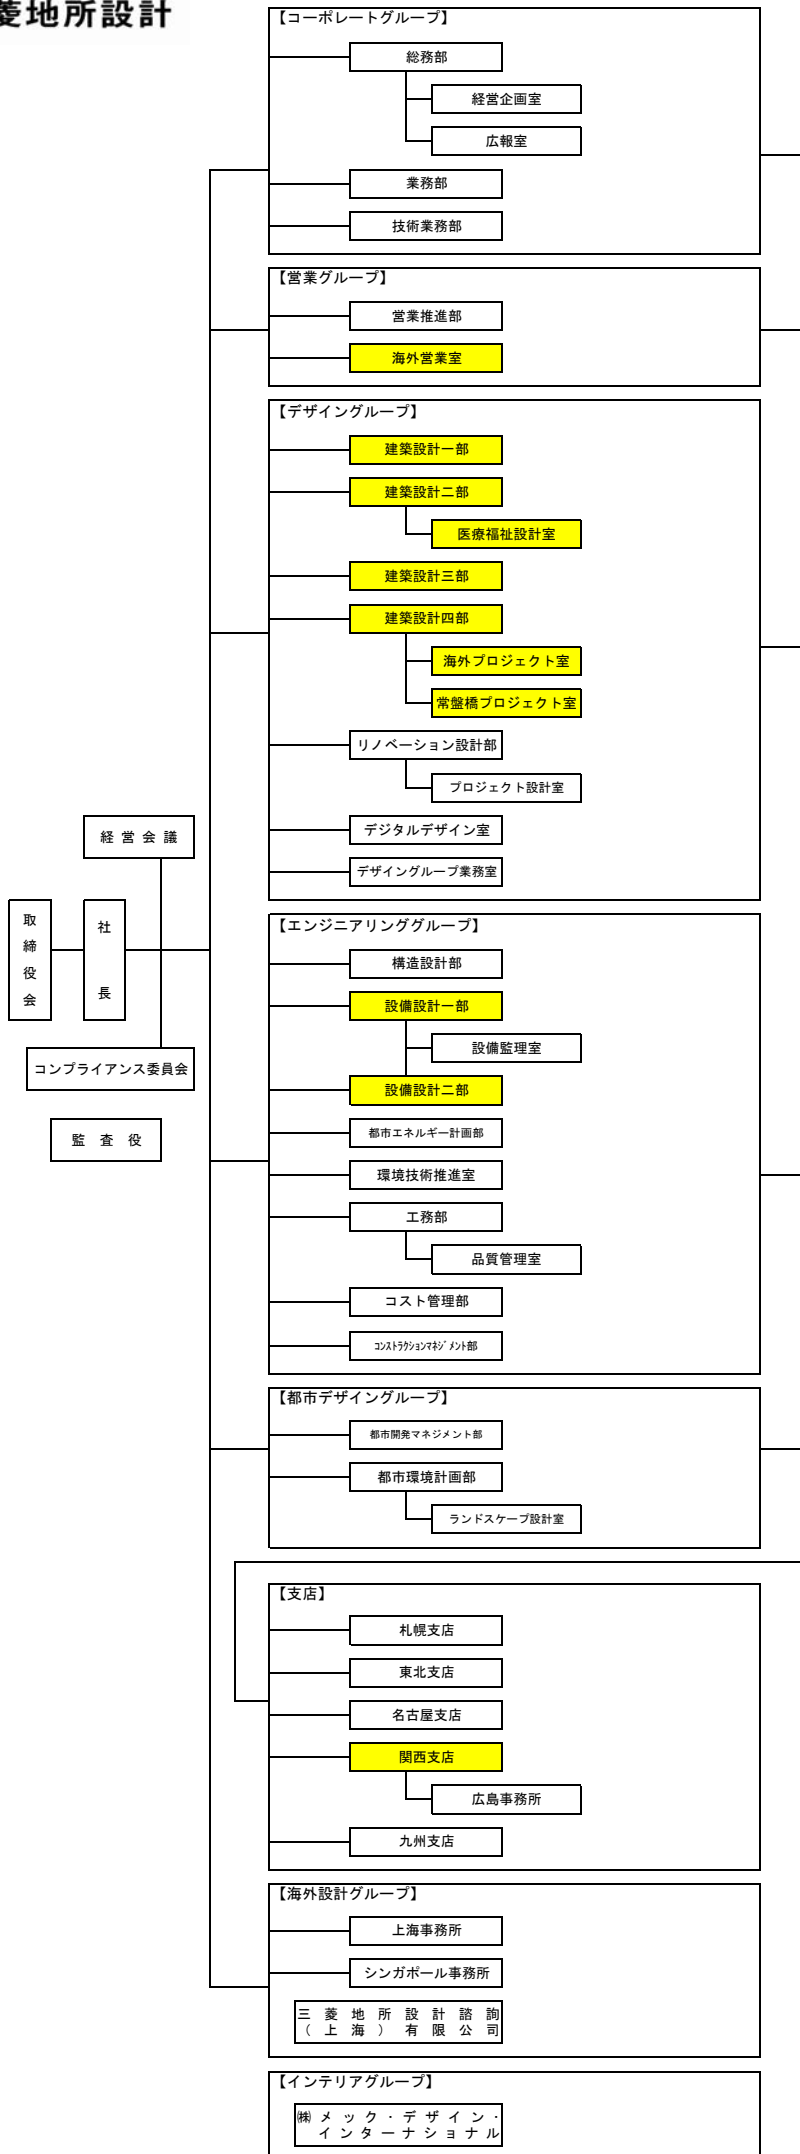 菱地所設計
【コーポレートグループ】
総務部
経営企画室
広報室
業務部
技術業務部
【営業グループ】
営業推進部
海外営業室
【デザイングループ】
建築設計一部
建築設計二部
医療福祉設計室
建築設計三部
建築設計四部
海外プロジェクト室
常盤橋プロジェクト室
リノベーション設計部
プロジェクト設計室
デジタルデザイン室
デザイングループ業務室
経営会議
取締役会
社長
コンプライアンス委員会
監査役
【エンジニアリンググループ】
構造設計部
設備設計一部
設備監理室
設備設計二部
都市エネルギー計画部
環境技術推進室
工務部
品質管理室
コスト管理部
ｺﾝｽﾄﾗｸｼｮﾝﾏﾈｼﾞﾒﾝﾄ部
【都市デザイングループ】
都市開発マネジメント部
都市環境計画部
ランドスケープ設計室
【支店】
札幌支店
東北支店
名古屋支店
関西支店
広島事務所
九州支店
【海外設計グループ】
上海事務所
シンガポール事務所
三菱地所設計諮詢
（上海）有限公司
【インテリアグループ】
㈱メック・デザイン・
インターナショナル